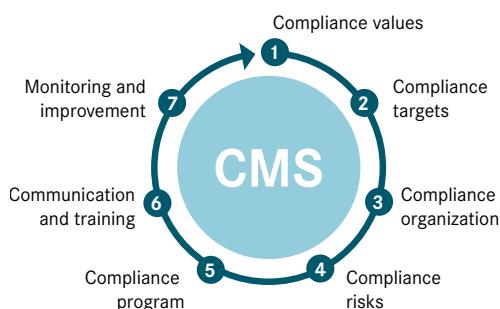 1
Compliance values
2
Compliance
targets
3
Compliance
organization
4
Compliance
risks
5
Compliance
program
6
Communication
and training
7
Monitoring and
improvement
CMS